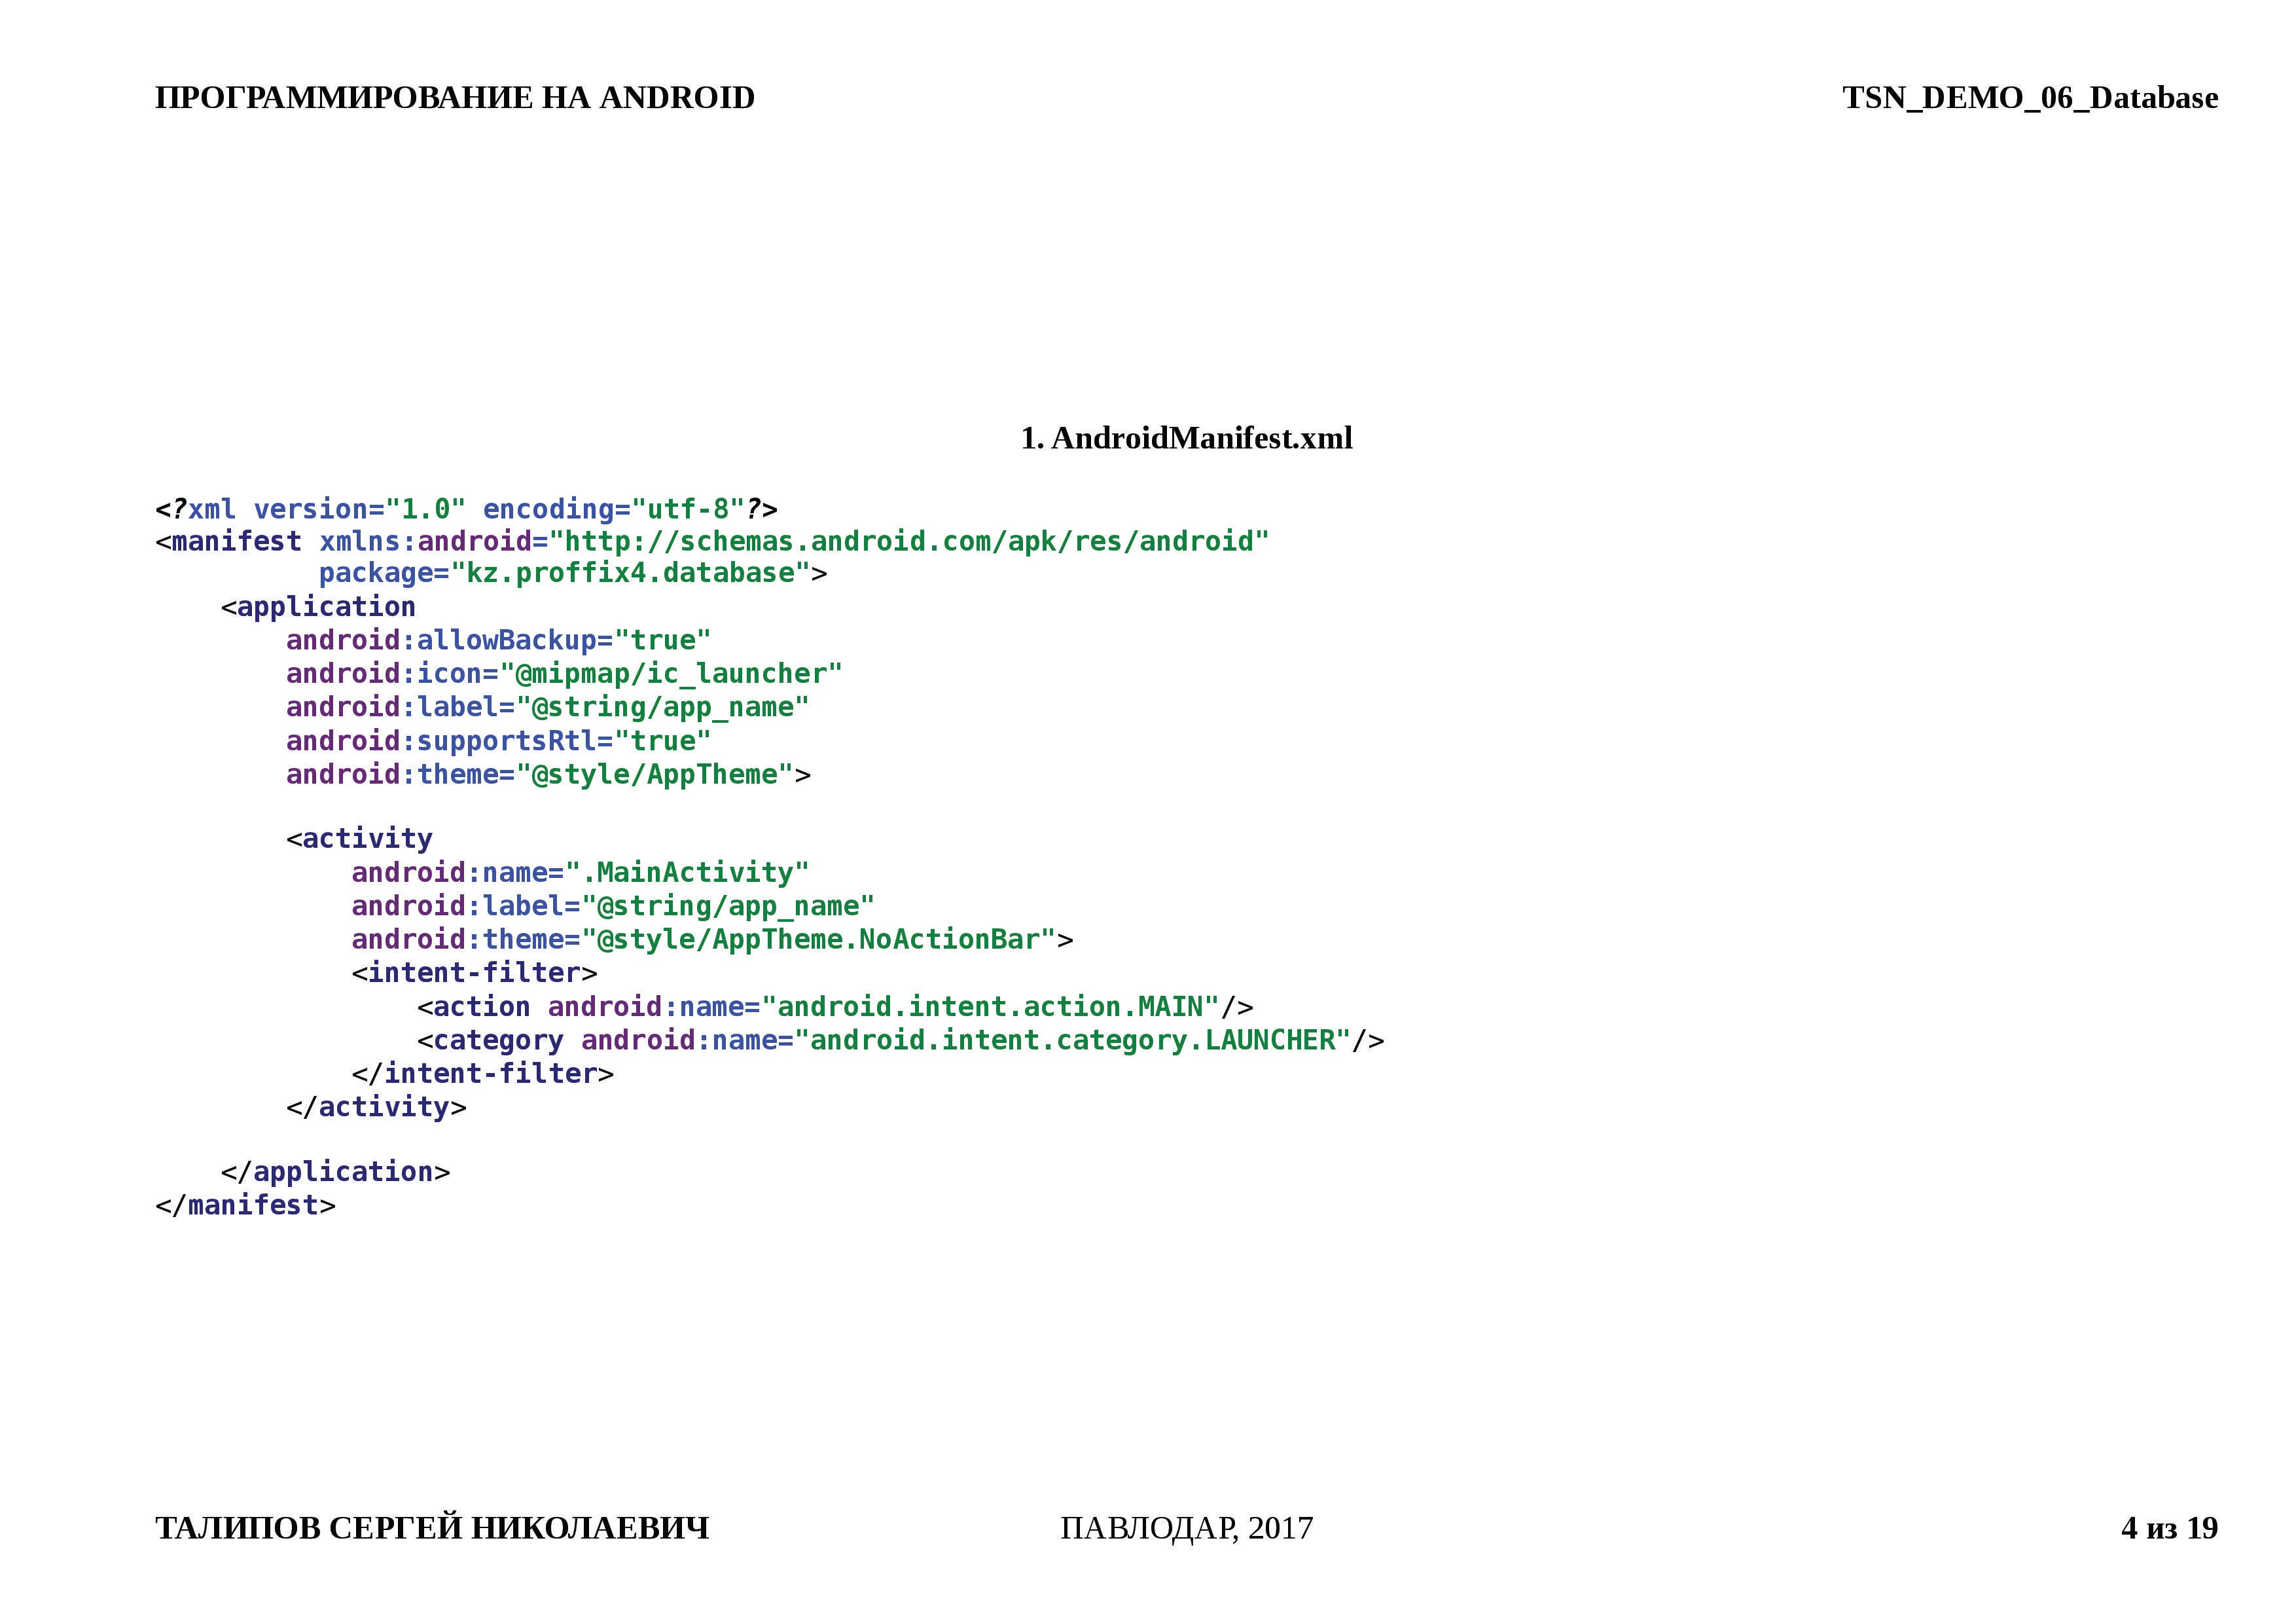 ПРОГРАММИРОВАНИЕ НА ANDROID TSN_DEMO_06_Database
1. AndroidManifest.xml
<?xml version="1.0" encoding="utf-8"?>
<manifest xmlns:android="http://schemas.android.com/apk/res/android"
          package="kz.proffix4.database">
    <application
        android:allowBackup="true"
        android:icon="@mipmap/ic_launcher"
        android:label="@string/app_name"
        android:supportsRtl="true"
        android:theme="@style/AppTheme">

        <activity
            android:name=".MainActivity"
            android:label="@string/app_name"
            android:theme="@style/AppTheme.NoActionBar">
            <intent-filter>
                <action android:name="android.intent.action.MAIN"/>
                <category android:name="android.intent.category.LAUNCHER"/>
            </intent-filter>
        </activity>

    </application>
</manifest>
ТАЛИПОВ СЕРГЕЙ НИКОЛАЕВИЧ ПАВЛОДАР, 2017 4 из 19